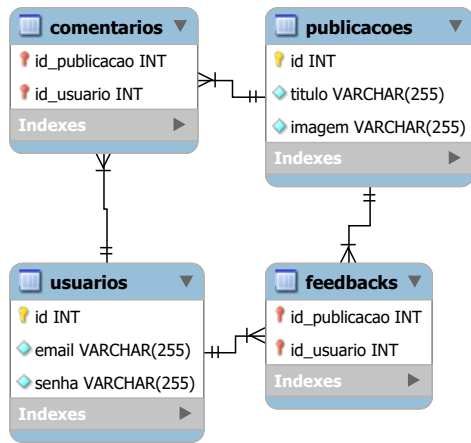 comentarios
id_publicacao INT
id_usuario INT
Indexes
publicacoes
id INT
titulo VARCHAR(255)
imagem VARCHAR(255)
Indexes
usuarios
id INT
email VARCHAR(255)
senha VARCHAR(255)
Indexes
feedbacks
id_publicacao INT
id_usuario INT
Indexes